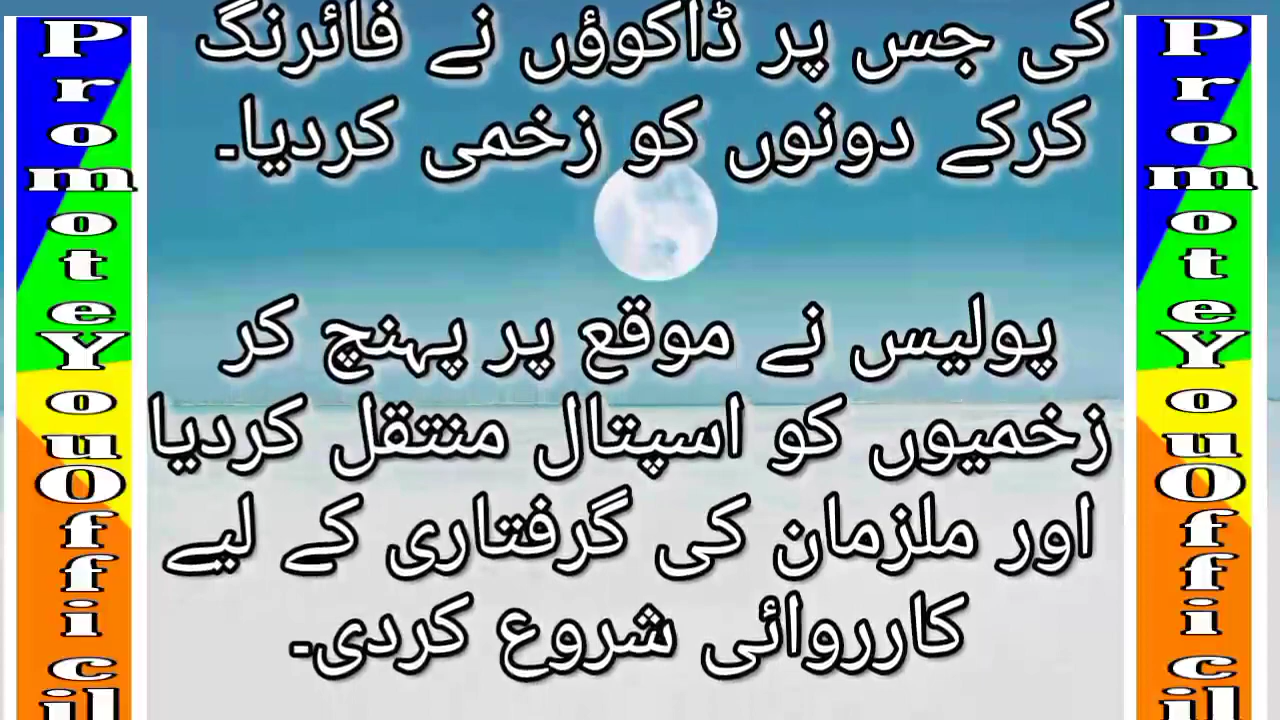 کی جس پر ڈاکوؤں نے فائرنگ
کرکے دونوں کو زخمی کردیا۔
پولیس نے موقع پر پہنچ کر
زخمیوں کو اسپتال منتقل کردیا
اور ملزمان کی گرفتاری کے لیے
کارروائی شروع کردی۔
PromoteYouOfficil
PromoteYouOfficil